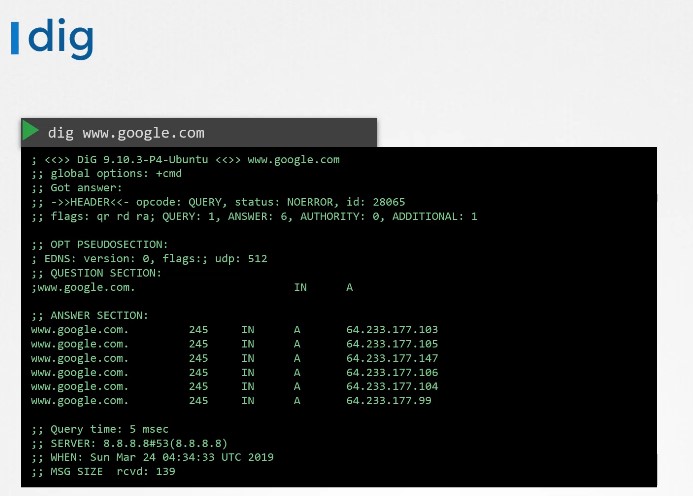 dig
dig www.google.com
; <<>> DiG 9.10.3-P4-Ubuntu <<>> www.google.com
;; global options: +cmd
;; Got answer:
;; ->>HEADER<<- opcode: QUERY, status: NOERROR, id: 28065
;; flags: qr rd ra; QUERY: 1, ANSWER: 6, AUTHORITY: 0, ADDITIONAL: 1
;; OPT PSEUDOSECTION:
; EDNS: version: 0, flags:; udp: 512
;; QUESTION SECTION:
;www.google.com. IN A
;; ANSWER SECTION:
www.google.com. 245 IN A 64.233.177.103
www.google.com. 245 IN A 64.233.177.105
www.google.com. 245 IN A 64.233.177.147
www.google.com. 245 IN A 64.233.177.106
www.google.com. 245 IN A 64.233.177.104
www.google.com. 245 IN A 64.233.177.99
;; Query time: 5 msec
;; SERVER: 8.8.8.8#53(8.8.8.8)
;; WHEN: Sun Mar 24 04:34:33 UTC 2019
;; MSG SIZE rcvd: 139